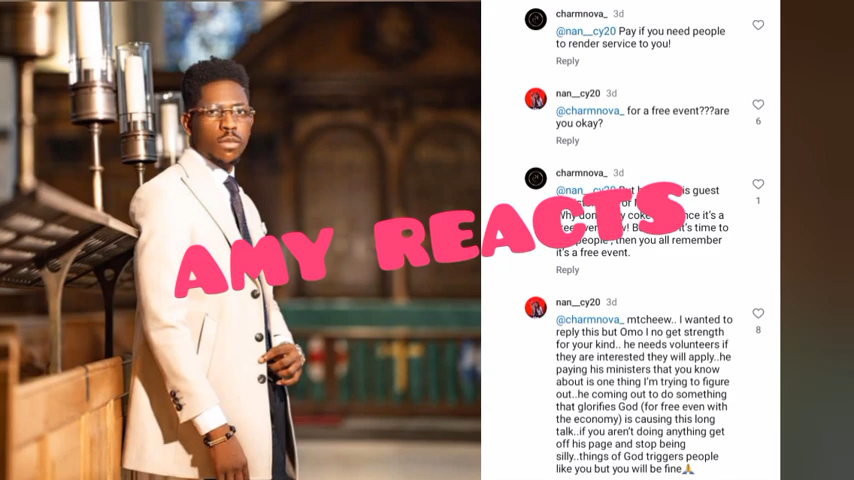 charmnova_ 3d
@nan__cy20 Pay if you need people
to render service to you!
Reply
nan__cy20 3d
@charmnova_ for a free event???are
you okay?
6
Reply
charmnova_ 3d
@nan__cy20 is guest
1
Why it's a
time to
people , then you all remember
it's a free event.
Reply
AMY REACTS
nan__cy20 3d
@charmnova_ mtcheew.. I wanted to
reply this but Omo I no get strength
8
for your kind.. he needs volunteers if
they are interested they will apply..he
paying his ministers that you know
about is one thing I'm trying to figure
out..he coming out to do something
that glorifies God (for free even with
the economy) is causing this long
talk..if you aren't doing anything get
off his page and stop being
silly..things of God triggers people
like you but you will be fine🙏